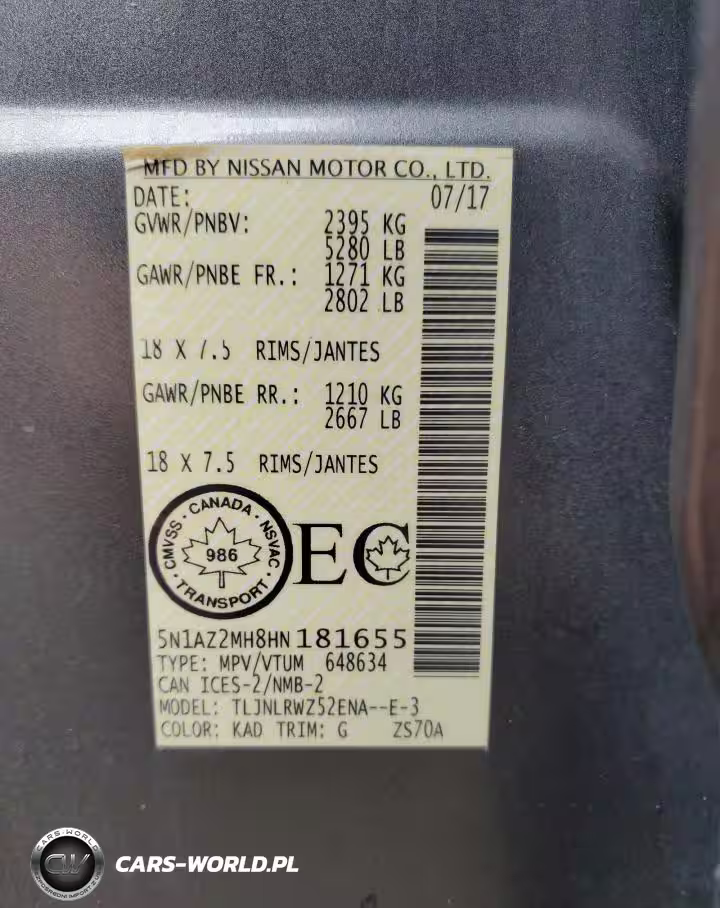 MFD BY NISSAN MOTOR CO., LTD.
DATE: 07/17
GVWR/PNBV: 2395 KG
5280 LB
GAWR/PNBE FR.: 1271 KG
2802 LB
18 X 7.5 RIMS/JANTES
GAWR/PNBE RR.: 1210 KG
2667 LB
18 X 7.5 RIMS/JANTES
CMVSS · CANADA · NSVAC · TRANSPORT ·
986
EC
5N1AZ2MH8HN181655
TYPE: MPV/VTUM 648634
CAN ICES-2/NMB-2
MODEL: TLJNLRWZ52ENA--E-3
COLOR: KAD TRIM: G ZS70A
CARS-WORLD
CW
CARS-WORLD.PL